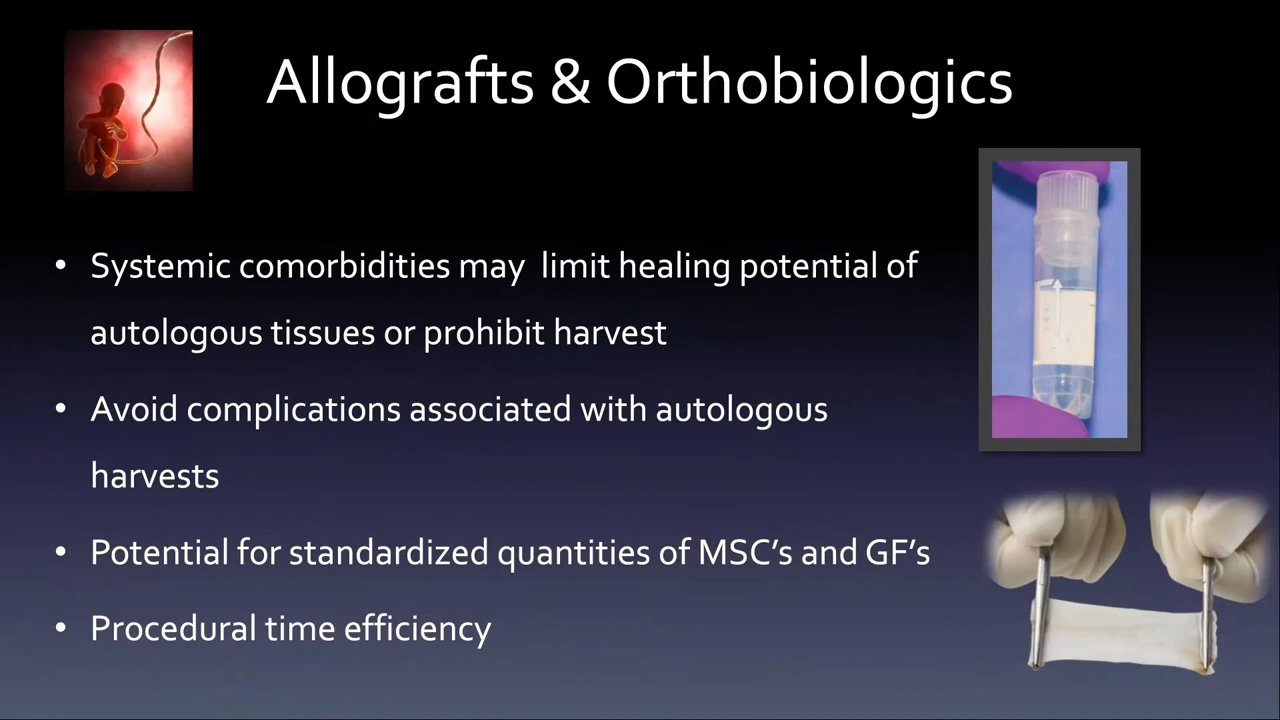 Allografts & Orthobiologics
• Systemic comorbidities may  limit healing potential of
autologous tissues or prohibit harvest
• Avoid complications associated with autologous
harvests
• Potential for standardized quantities of MSC’s and GF’s
• Procedural time efficiency